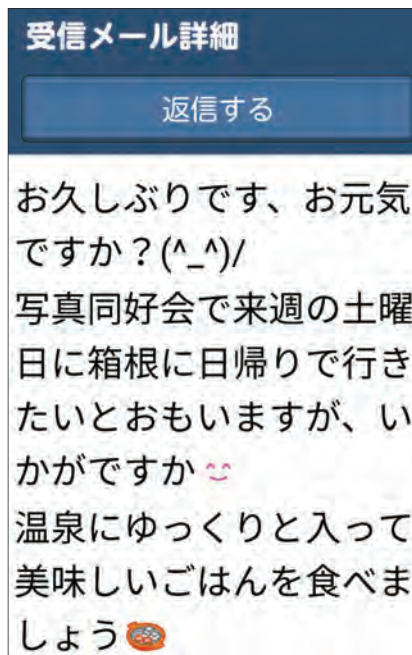 受信メール詳細
返信する
お久しぶりです、お元気
ですか？(^_^)/
写真同好会で来週の土曜
日に箱根に日帰りで行き
たいとおもいますが、い
かがですか
温泉にゆっくりと入って
美味しいごはんを食べま
しょう